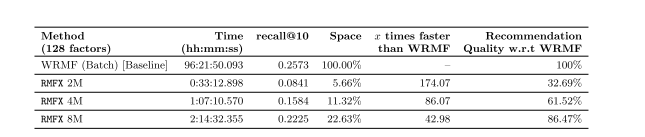 Method Time recall@10 Space x times faster Recommendation
(128 factors) (hh:mm:ss) than WRMF Quality w.r.t WRMF
WRMF (Batch) [Baseline] 96:21:50.093 0.2573 100.00% – 100%
RMFX 2M 0:33:12.898 0.0841 5.66% 174.07 32.69%
RMFX 4M 1:07:10.570 0.1584 11.32% 86.07 61.52%
RMFX 8M 2:14:32.355 0.2225 22.63% 42.98 86.47%